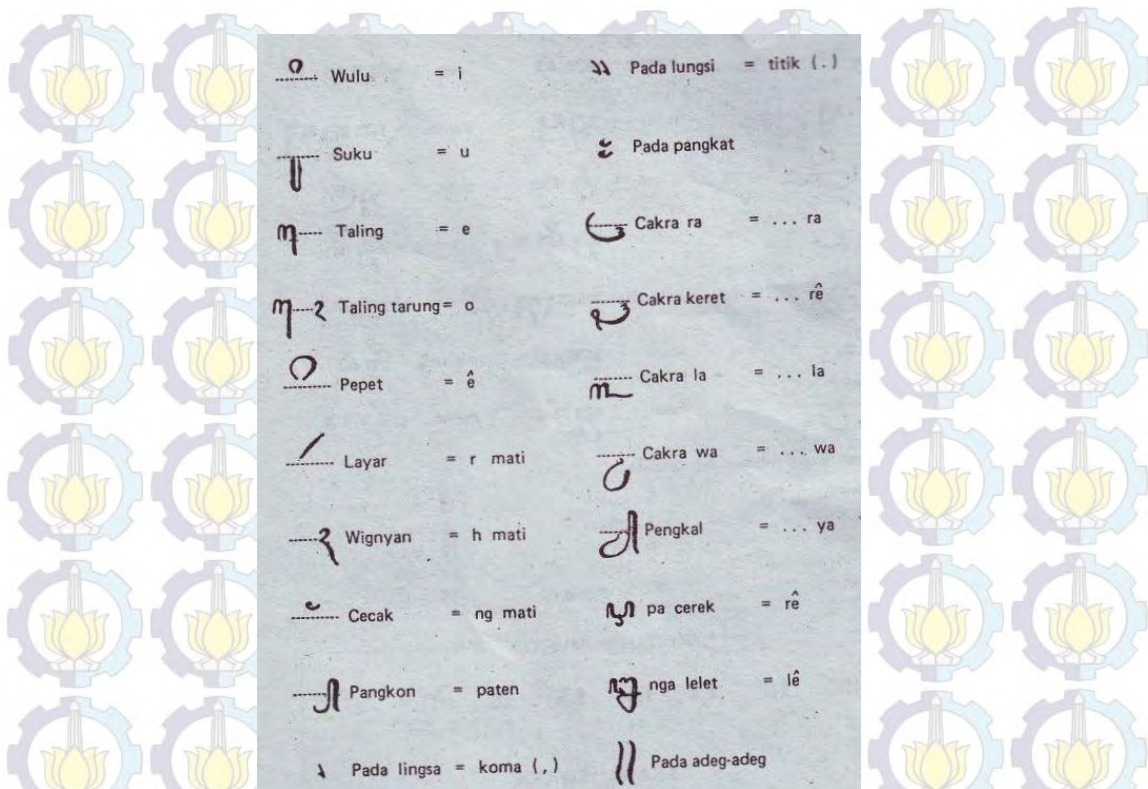 Wulu = i
Suku = u
Taling = e
Taling tarung = o
Pepet = ê
Layar = r mati
Wignyan = h mati
Cecak = ng mati
Pangkon = paten
Pada lingsa = koma (,)
Pada lungsi = titik (.)
Pada pangkat
Cakra ra = ... ra
Cakra keret = ... rê
Cakra la = ... la
Cakra wa = ... wa
Pengkal = ... ya
pa cerek = rê
nga lelet = lê
Pada adeg-adeg